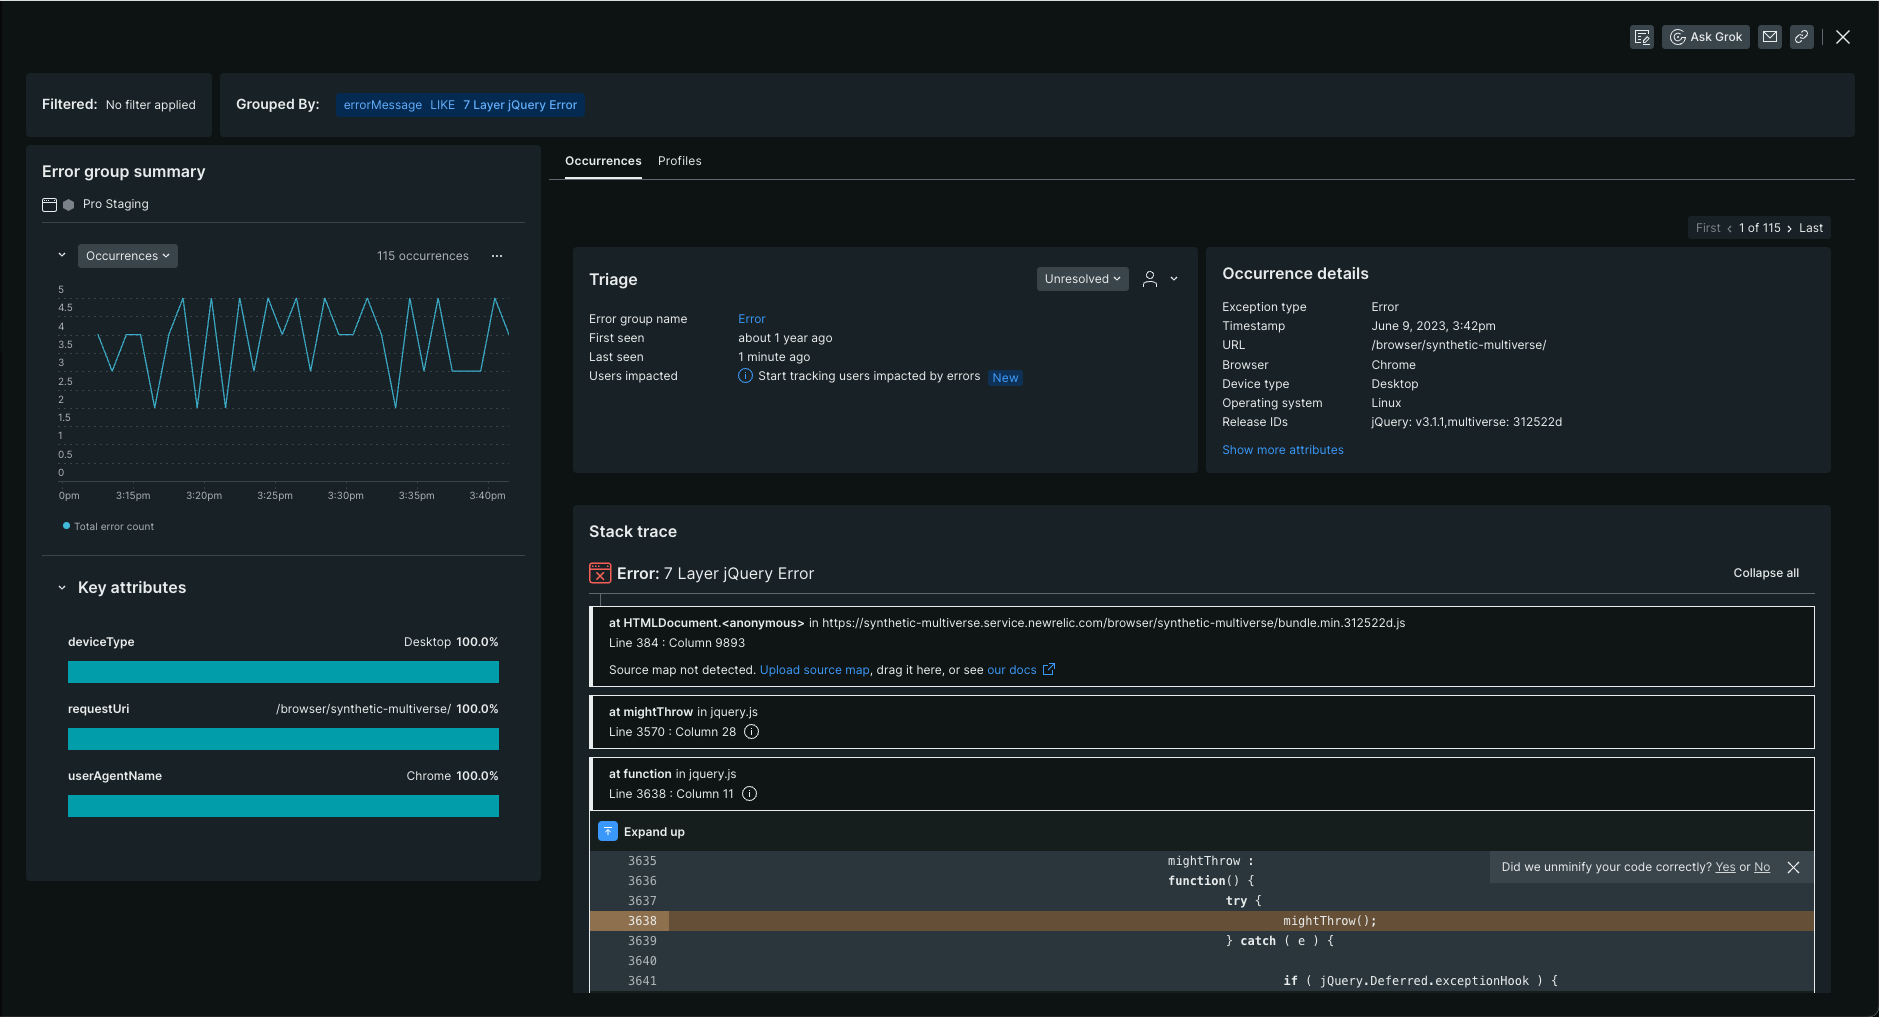 Ask Grok
Filtered: No filter applied
Grouped By: errorMessage LIKE 7 Layer jQuery Error
Error group summary
Pro Staging
Occurrences
115 occurrences
5
4.5
4
3.5
3
2.5
2
1.5
1
0.5
0
0pm 3:15pm 3:20pm 3:25pm 3:30pm 3:35pm 3:40pm
Total error count
Key attributes
deviceType Desktop 100.0%
requestUri /browser/synthetic-multiverse/ 100.0%
userAgentName Chrome 100.0%
Occurrences Profiles
First ‹ 1 of 115 › Last
Triage
Unresolved
Error group name Error
First seen about 1 year ago
Last seen 1 minute ago
Users impacted Start tracking users impacted by errors New
Occurrence details
Exception type Error
Timestamp June 9, 2023, 3:42pm
URL /browser/synthetic-multiverse/
Browser Chrome
Device type Desktop
Operating system Linux
Release IDs jQuery: v3.1.1,multiverse: 312522d
Show more attributes
Stack trace
Error: 7 Layer jQuery Error
Collapse all
at HTMLDocument.<anonymous> in https://synthetic-multiverse.service.newrelic.com/browser/synthetic-multiverse/bundle.min.312522d.js
Line 384 : Column 9893
Source map not detected. Upload source map, drag it here, or see our docs
at mightThrow in jquery.js
Line 3570 : Column 28
at function in jquery.js
Line 3638 : Column 11
Expand up
Did we unminify your code correctly? Yes or No
3635 mightThrow :
3636 function() {
3637 try {
3638 mightThrow();
3639 } catch ( e ) {
3640
3641 if ( jQuery.Deferred.exceptionHook ) {